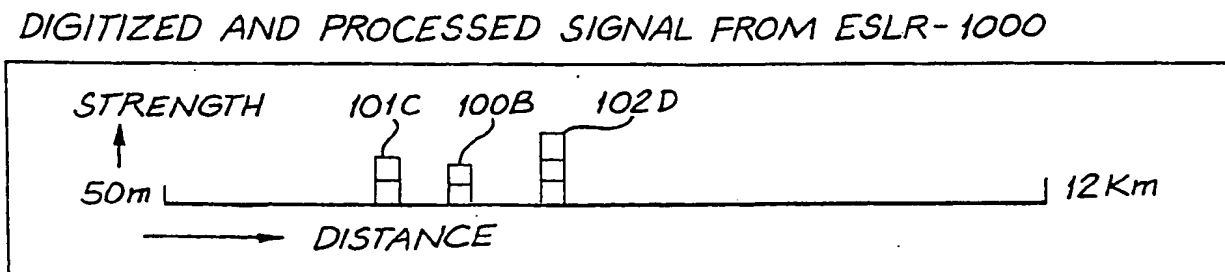 DIGITIZED AND PROCESSED SIGNAL FROM ESLR-1000
STRENGTH 101C 100B 102D
50m 12Km
DISTANCE